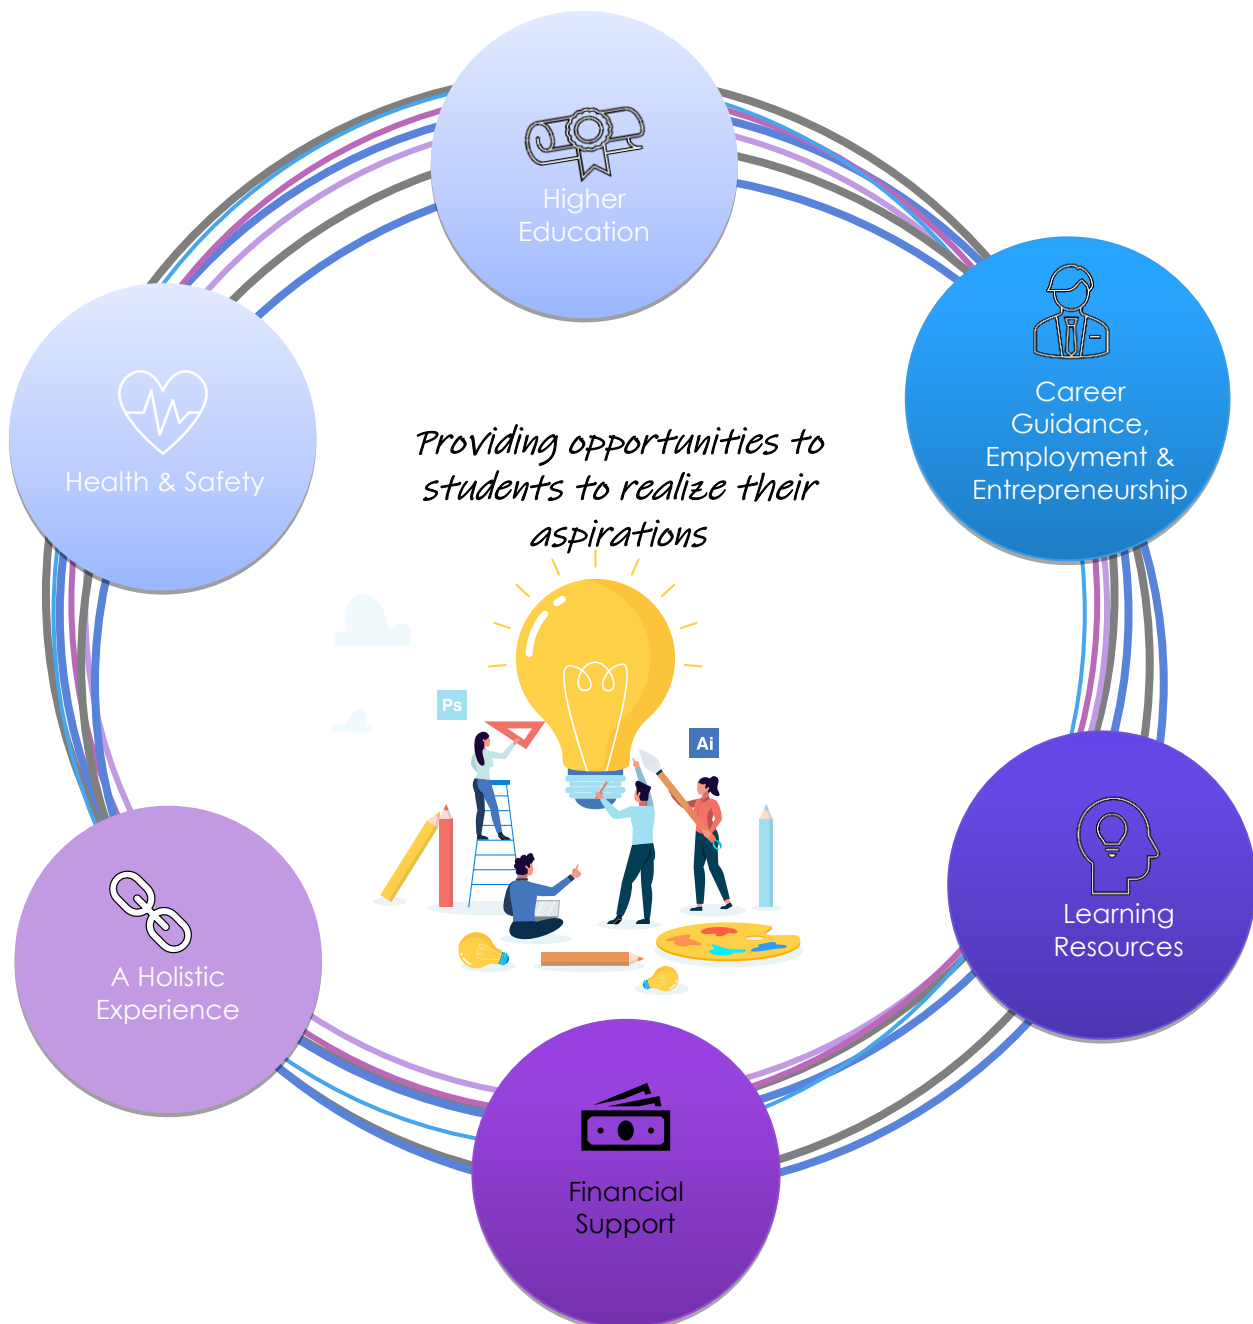 Higher
Education
Career
Guidance,
Employment &
Entrepreneurship
Health & Safety
Providing opportunities to
students to realize their
aspirations
Ps
Ai
Learning
Resources
A Holistic
Experience
Financial
Support